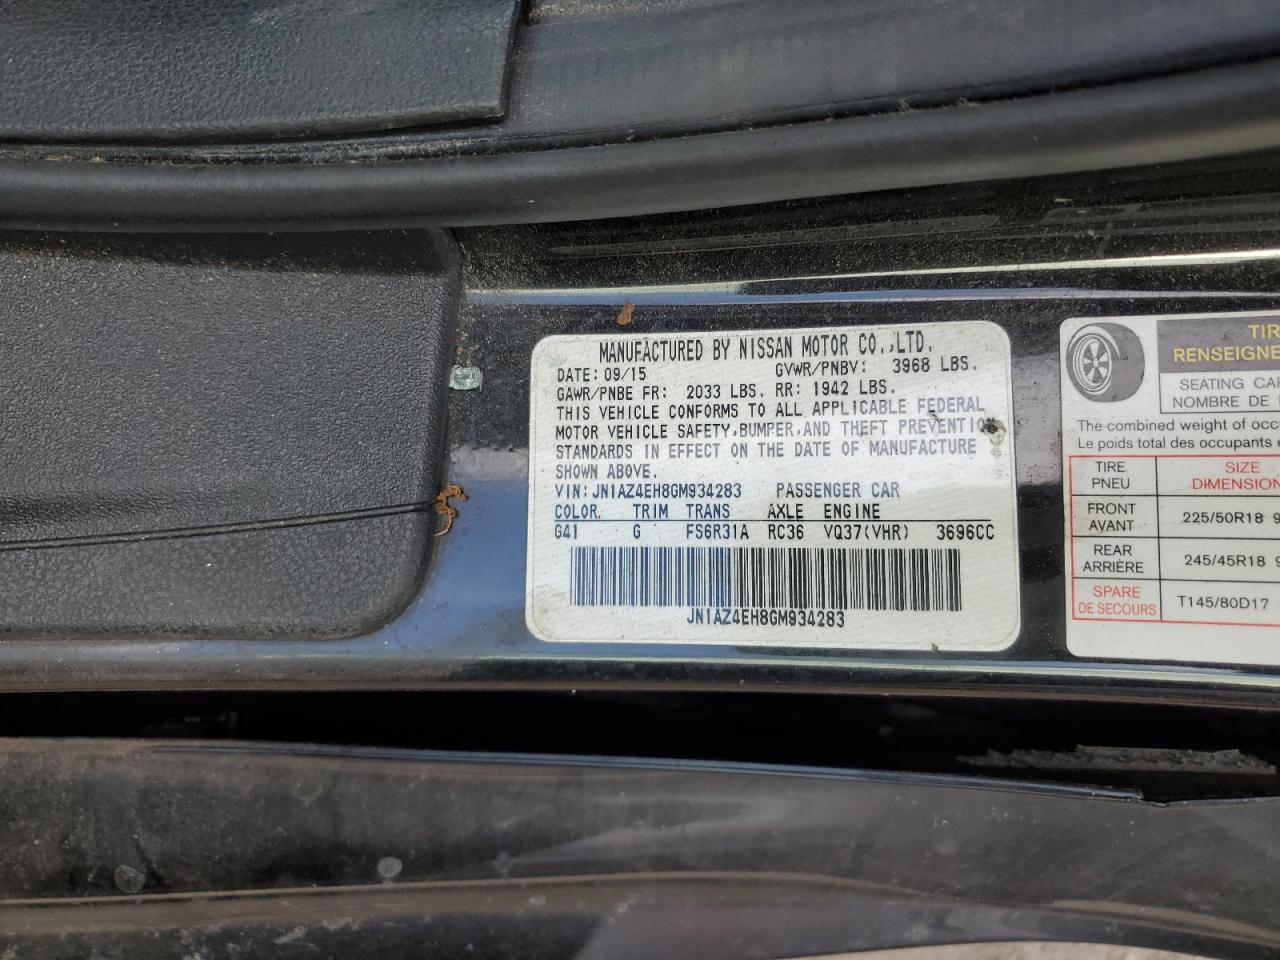 MANUFACTURED BY NISSAN MOTOR CO.,LTD.
DATE: 09/15 GVWR/PNBV: 3968 LBS.
GAWR/PNBE FR: 2033 LBS. RR: 1942 LBS.
THIS VEHICLE CONFORMS TO ALL APPLICABLE FEDERAL
MOTOR VEHICLE SAFETY,BUMPER,AND THEFT PREVENTION
STANDARDS IN EFFECT ON THE DATE OF MANUFACTURE
SHOWN ABOVE.
VIN: JN1AZ4EH8GM934283 PASSENGER CAR
COLOR. TRIM TRANS AXLE ENGINE
G41 G FS6R31A RC36 VQ37(VHR) 3696CC
JN1AZ4EH8GM934283
TIR
RENSEIGNE
SEATING CA
NOMBRE DE
The combined weight of occ
Le poids total des occupants
TIRE SIZE
PNEU DIMENSION
FRONT
AVANT 225/50R18 9
REAR
ARRIÈRE 245/45R18 9
SPARE
DE SECOURS T145/80D17